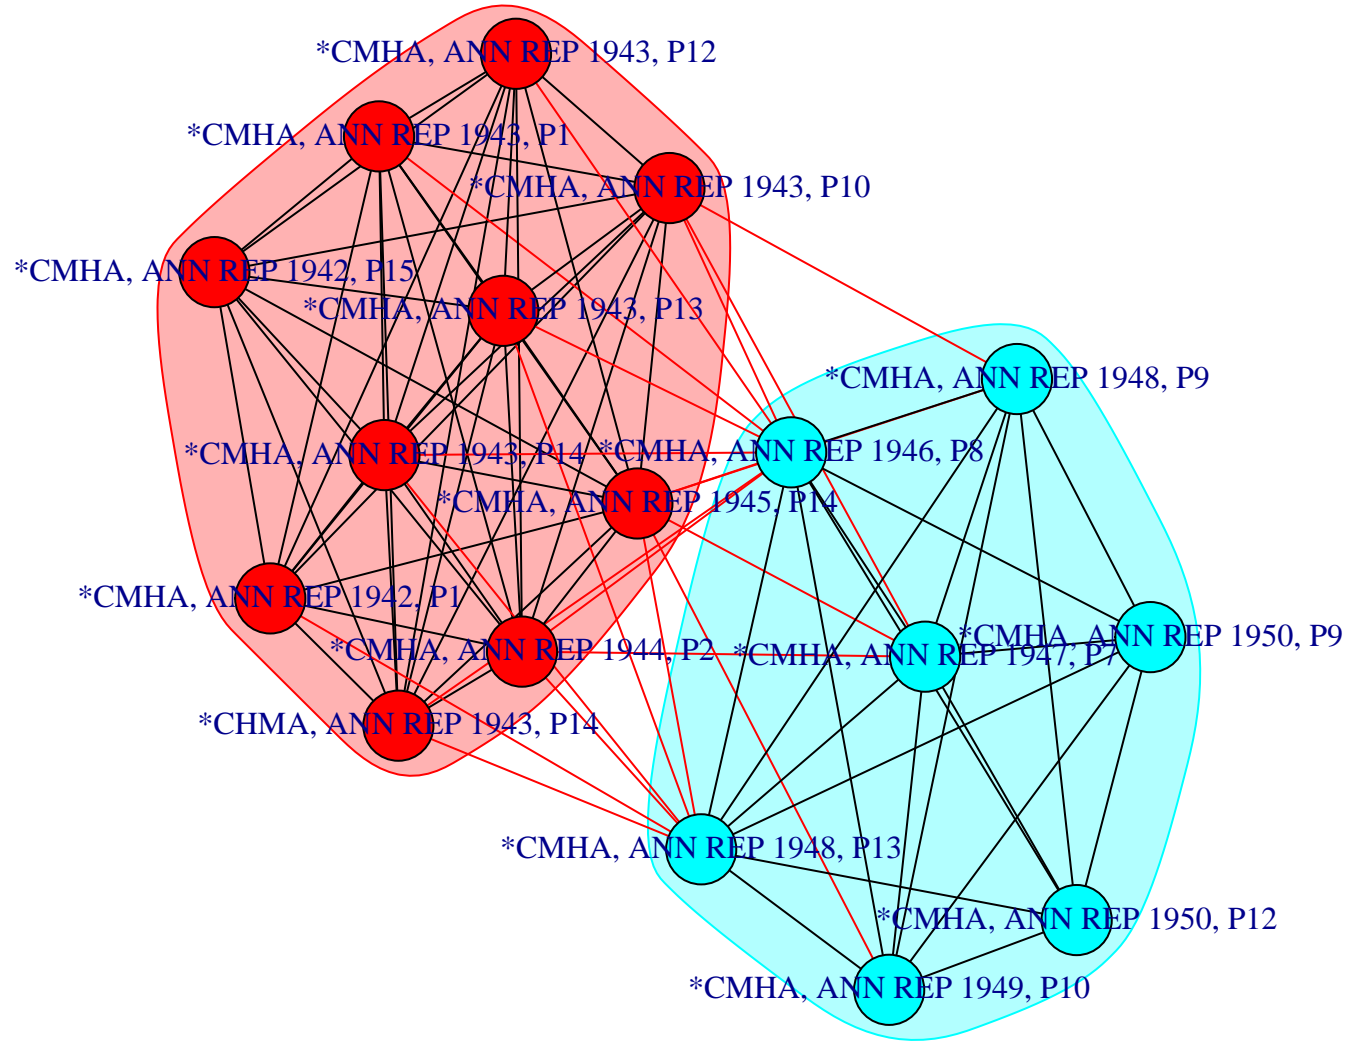 *CMHA, ANN REP 1943, P12
*CMHA, ANN REP 1943, P1
*CMHA, ANN REP 1943, P10
*CMHA, ANN REP 1942, P15
*CMHA, ANN REP 1943, P13
*CMHA, ANN REP 1948, P9
*CMHA, ANN REP 1943, P14
*CMHA, ANN REP 1946, P8
*CMHA, ANN REP 1945, P14
*CMHA, ANN REP 1942, P1
*CMHA, ANN REP 1950, P9
*CMHA, ANN REP 1944, P2
*CMHA, ANN REP 1947, P7
*CHMA, ANN REP 1943, P14
*CMHA, ANN REP 1948, P13
*CMHA, ANN REP 1950, P12
*CMHA, ANN REP 1949, P10